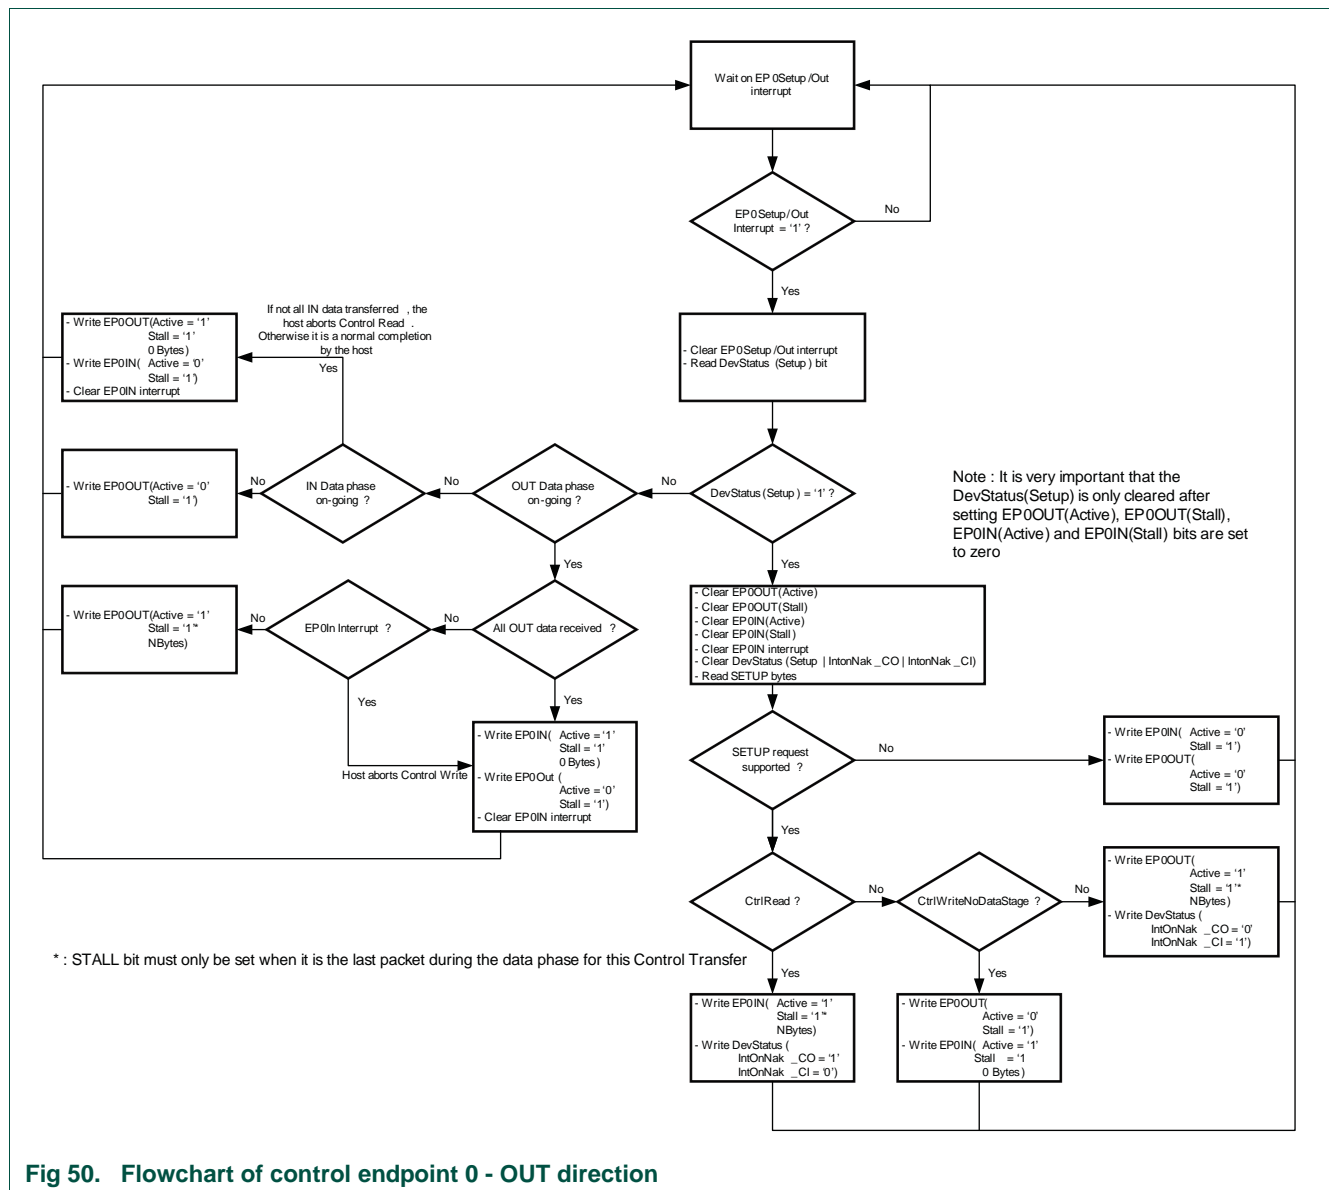 Wait on EP0Setup/Out
interrupt
EP0Setup/Out
Interrupt = ‘1’ ?
No
Yes
If not all IN data transferred , the
host aborts Control Read .
Otherwise it is a normal completion
by the host
Yes
- Write EP0OUT(Active = ‘1’
Stall = ‘1’
0 Bytes)
- Write EP0IN( Active = ‘0’
Stall = ‘1’)
- Clear EP0IN interrupt
- Clear EP0Setup/Out interrupt
- Read DevStatus (Setup) bit
- Write EP0OUT(Active = ‘0’
Stall = ‘1’)
No
IN Data phase
on-going ?
No
OUT Data phase
on-going ?
No
DevStatus(Setup) = ‘1’ ?
Note : It is very important that the
DevStatus(Setup) is only cleared after
setting EP0OUT(Active), EP0OUT(Stall),
EP0IN(Active) and EP0IN(Stall) bits are set
to zero
Yes
Yes
- Write EP0OUT(Active = ‘1’
Stall = ‘1’*
NBytes)
No
EP0In Interrupt ?
No
All OUT data received ?
- Clear EP0OUT(Active)
- Clear EP0OUT(Stall)
- Clear EP0IN(Active)
- Clear EP0IN(Stall)
- Clear EP0IN interrupt
- Clear DevStatus (Setup | IntonNak _CO | IntonNak _CI)
- Read SETUP bytes
Yes
Yes
Host aborts Control Write
- Write EP0IN( Active = ‘1’
Stall = ‘1’
0 Bytes)
- Write EP0Out (
Active = ‘0’
Stall = ‘1’)
- Clear EP0IN interrupt
SETUP request
supported ?
No
- Write EP0IN( Active = ‘0’
Stall = ‘1’)
- Write EP0OUT(
Active = ‘0’
Stall = ‘1’)
Yes
CtrlRead ?
No
CtrlWriteNoDataStage ?
No
- Write EP0OUT(
Active = ‘1’
Stall = ‘1’*
NBytes)
- Write DevStatus (
IntOnNak _CO = ‘0’
IntOnNak _CI = ‘1’)
* : STALL bit must only be set when it is the last packet during the data phase for this Control Transfer
Yes
Yes
- Write EP0IN( Active = ‘1’
Stall = ‘1’*
NBytes)
- Write DevStatus (
IntOnNak _CO = ‘1’
IntOnNak _CI = ‘0’)
- Write EP0OUT(
Active = ‘0’
Stall = ‘1’)
- Write EP0IN( Active = ‘1’
Stall = ‘1
0 Bytes)
Fig 50. Flowchart of control endpoint 0 - OUT direction